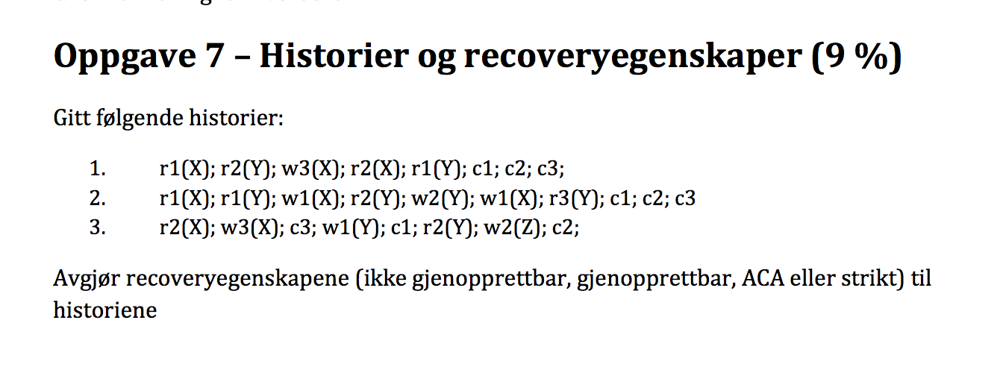 Oppgave 7 – Historier og recoveryegenskaper (9 %)
Gitt følgende historier:
1. r1(X); r2(Y); w3(X); r2(X); r1(Y); c1; c2; c3;
2. r1(X); r1(Y); w1(X); r2(Y); w2(Y); w1(X); r3(Y); c1; c2; c3
3. r2(X); w3(X); c3; w1(Y); c1; r2(Y); w2(Z); c2;
Avgjør recoveryegenskapene (ikke gjenopprettbar, gjenopprettbar, ACA eller strikt) til
historiene